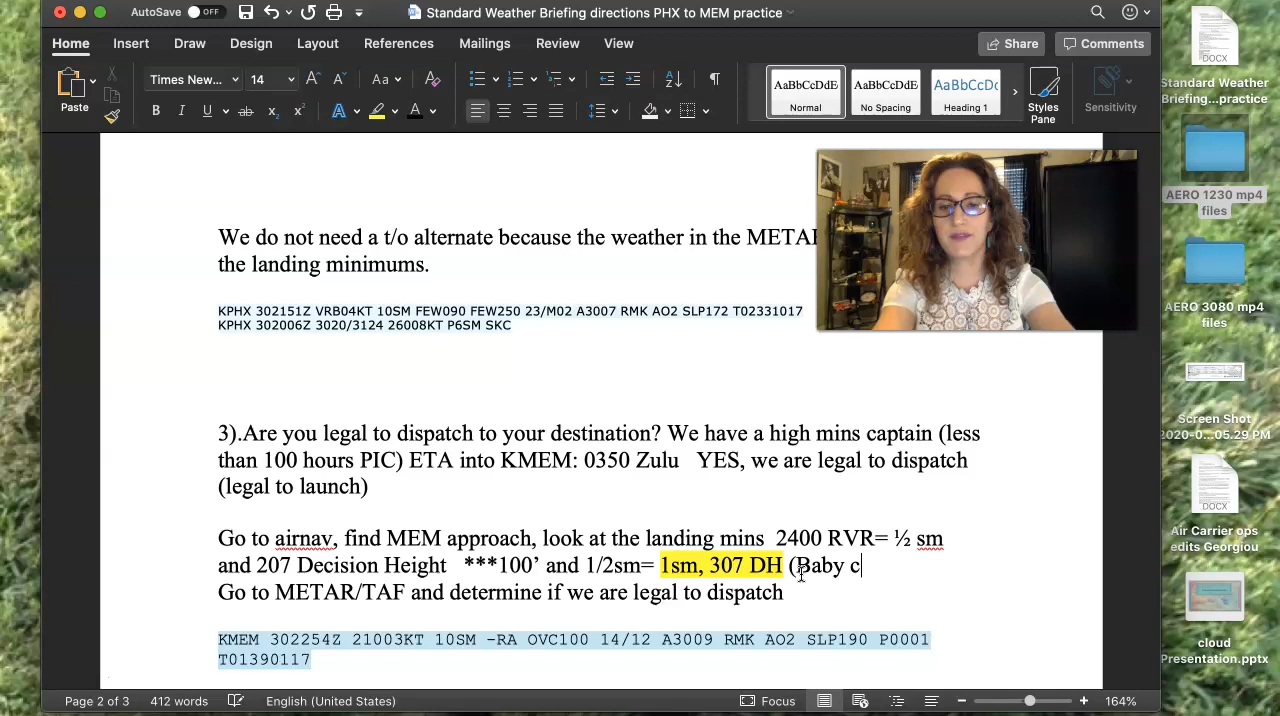 AutoSave OFF Standard Weather Briefing directions PHX to MEM practice
Home Insert Draw Design Mailings Review View Share Comments
Paste Times New... 14 Aa
AaBbCcDdE AaBbCcDdE AaBbCcDc
Normal No Spacing Heading 1 Styles Pane Sensitivity
We do not need a t/o alternate because the weather in the METAR
the landing minimums.
KPHX 302151Z VRB04KT 10SM FEW090 FEW250 23/M02 A3007 RMK AO2 SLP172 T02331017
KPHX 302006Z 3020/3124 26008KT P6SM SKC
3).Are you legal to dispatch to your destination? We have a high mins captain (less
than 100 hours PIC) ETA into KMEM: 0350 Zulu YES, we are legal to dispatch
(legal to launch)
Go to airnav, find MEM approach, look at the landing mins 2400 RVR= ½ sm
and 207 Decision Height ***100' and 1/2sm= 1sm, 307 DH (Baby c
Go to METAR/TAF and determine if we are legal to dispatch
KMEM 302254Z 21003KT 10SM -RA OVC100 14/12 A3009 RMK AO2 SLP190 P0001
T01390117
Page 2 of 3 412 words English (United States) Focus 164%
DOCX
Standard Weather
Briefing...practice
AERO 1230 mp4
files
AERO 3080 mp4
files
Screen Shot
2020-0...05.29 PM
DOCX
Air Carrier ops
edits Georgiou
cloud
Presentation.pptx